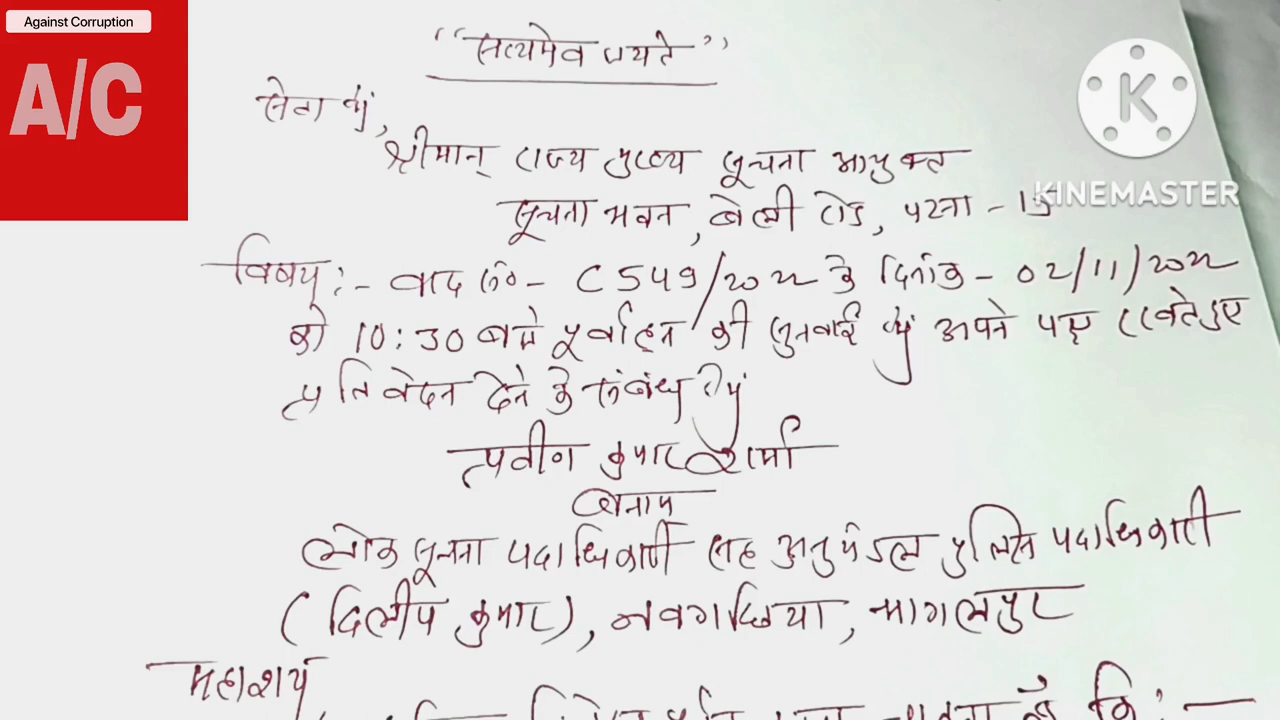 Against Corruption
A/C
"सत्यमेव जयते"
सेवा में,
श्रीमान् राज्य मुख्य सूचना आयुक्त
सूचना भवन, बेली रोड, पटना - 15
KINEMASTER
विषय :- वाद सं०- C 549/2022 के दिनांक - 02/11/2022
को 10:30 बजे पूर्वाह्न की सुनवाई में अपने पक्ष रखते हुए
प्रतिवेदन देने के संबंध में
प्रवीण कुमार शर्मा
बनाम
लोक सूचना पदाधिकारी सह अनुमंडल पुलिस पदाधिकारी
(दिलीप कुमार), नवगछिया, भागलपुर
महाशय